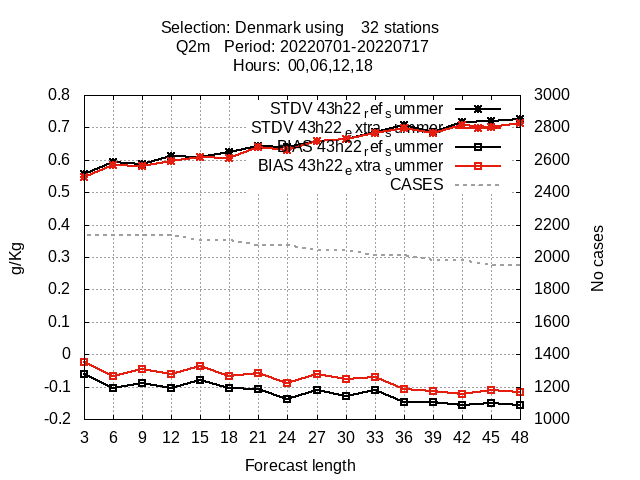 Selection: Denmark using    32 stations
Q2m   Period: 20220701-20220717
Hours:  00,06,12,18
STDV 43h22_ref_summer
STDV 43h22_extra_summer
BIAS 43h22_ref_summer
BIAS 43h22_extra_summer
CASES
0.8
0.7
0.6
0.5
0.4
0.3
0.2
0.1
0
-0.1
-0.2
g/Kg
3000
2800
2600
2400
2200
2000
1800
1600
1400
1200
1000
No cases
3 6 9 12 15 18 21 24 27 30 33 36 39 42 45 48
Forecast length